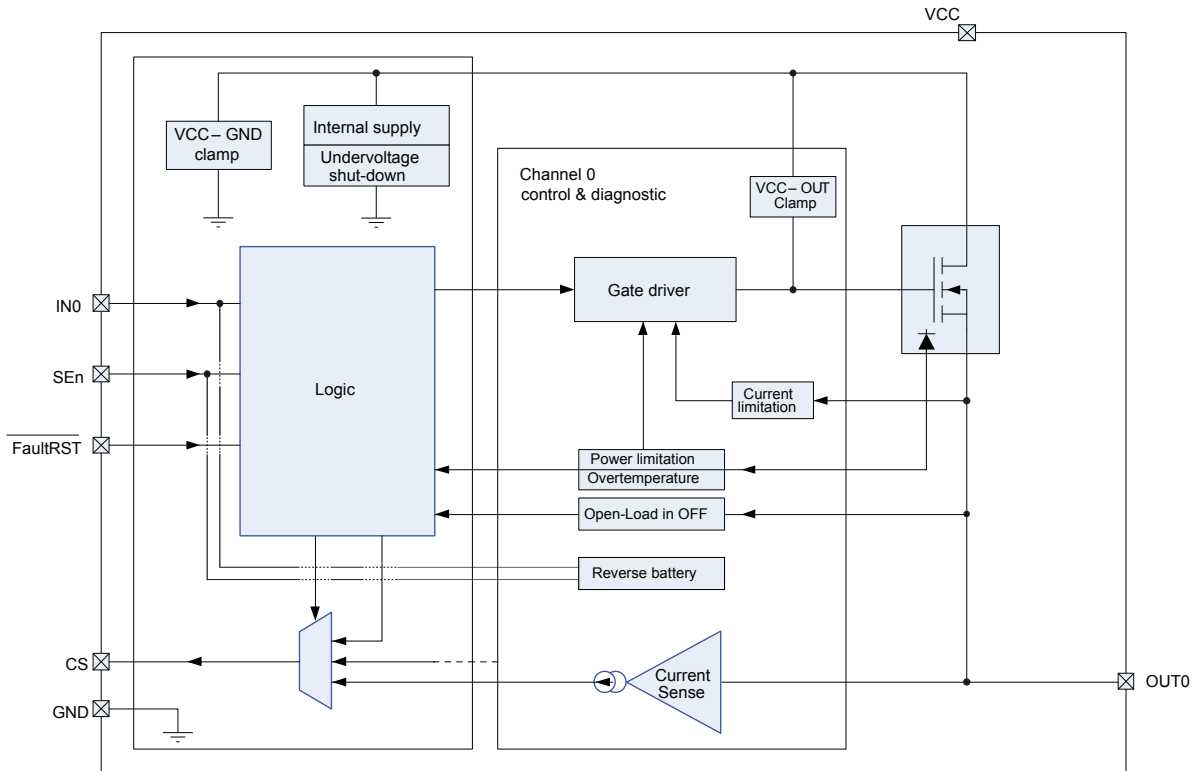 VCC
VCC – GND
clamp
Internal supply
Undervoltage
shut-down
Channel 0
control & diagnostic
VCC – OUT
Clamp
IN0
Gate driver
SEn
Logic
Current
limitation
FaultRST
Power limitation
Overtemperature
Open-Load in OFF
Reverse battery
CS
Current
Sense
OUT0
GND